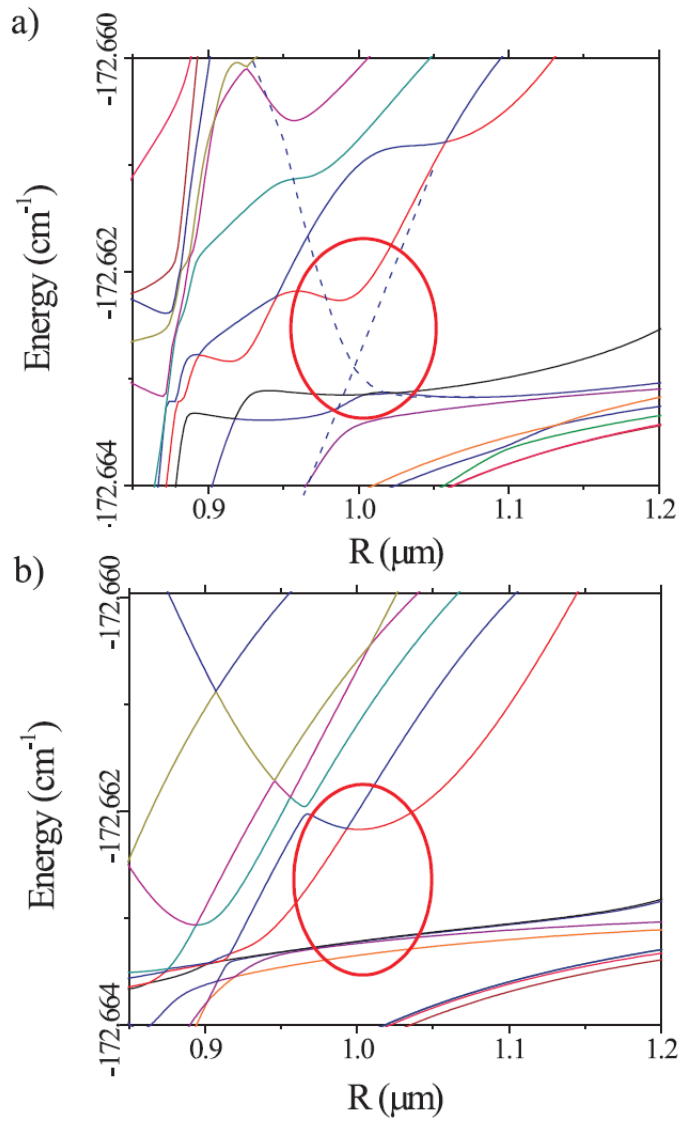 a)
-172.660
-172.662
-172.664
Energy (cm-1)
0.9 1.0 1.1 1.2
R (μm)
b)
-172.660
-172.662
-172.664
Energy (cm-1)
0.9 1.0 1.1 1.2
R (μm)